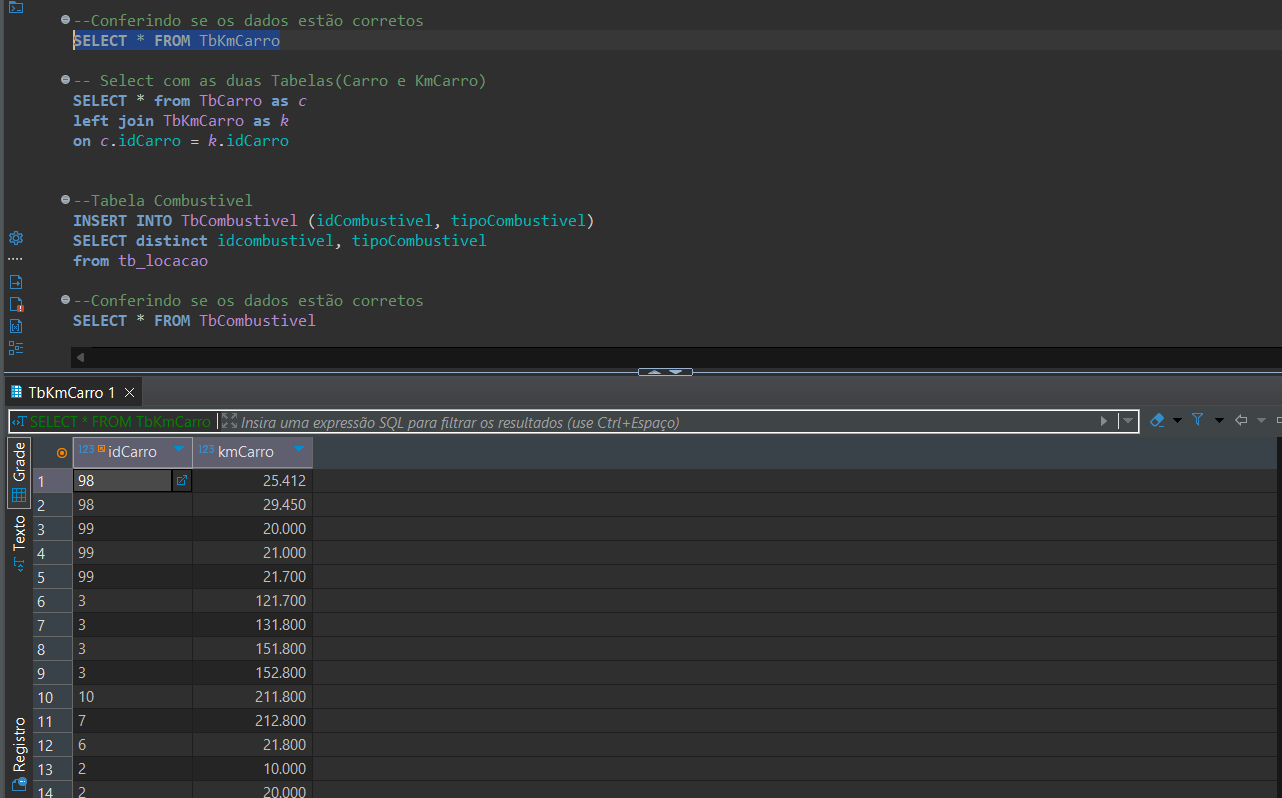 --Conferindo se os dados estão corretos
SELECT * FROM TbKmCarro
-- Select com as duas Tabelas(Carro e KmCarro)
SELECT * from TbCarro as c
left join TbKmCarro as k
on c.idCarro = k.idCarro
--Tabela Combustivel
INSERT INTO TbCombustivel (idCombustivel, tipoCombustivel)
SELECT distinct idcombustivel, tipoCombustivel
from tb_locacao
--Conferindo se os dados estão corretos
SELECT * FROM TbCombustivel
TbKmCarro 1
SELECT * FROM TbKmCarro Insira uma expressão SQL para filtrar os resultados (use Ctrl+Espaço)
Grade
Texto
Registro
123 idCarro 123 kmCarro
1 98 25.412
2 98 29.450
3 99 20.000
4 99 21.000
5 99 21.700
6 3 121.700
7 3 131.800
8 3 151.800
9 3 152.800
10 10 211.800
11 7 212.800
12 6 21.800
13 2 10.000
14 2 20.000